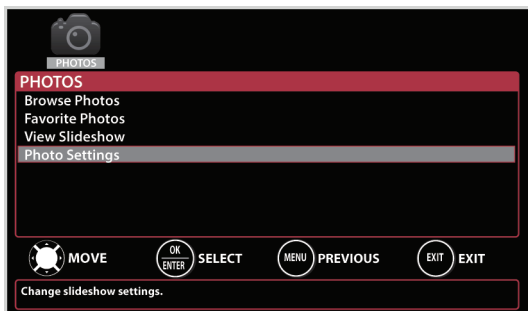 PHOTOS
PHOTOS
Browse Photos
Favorite Photos
View Slideshow
Photo Settings
MOVE
OK
ENTER
SELECT
MENU
PREVIOUS
EXIT
EXIT
Change slideshow settings.